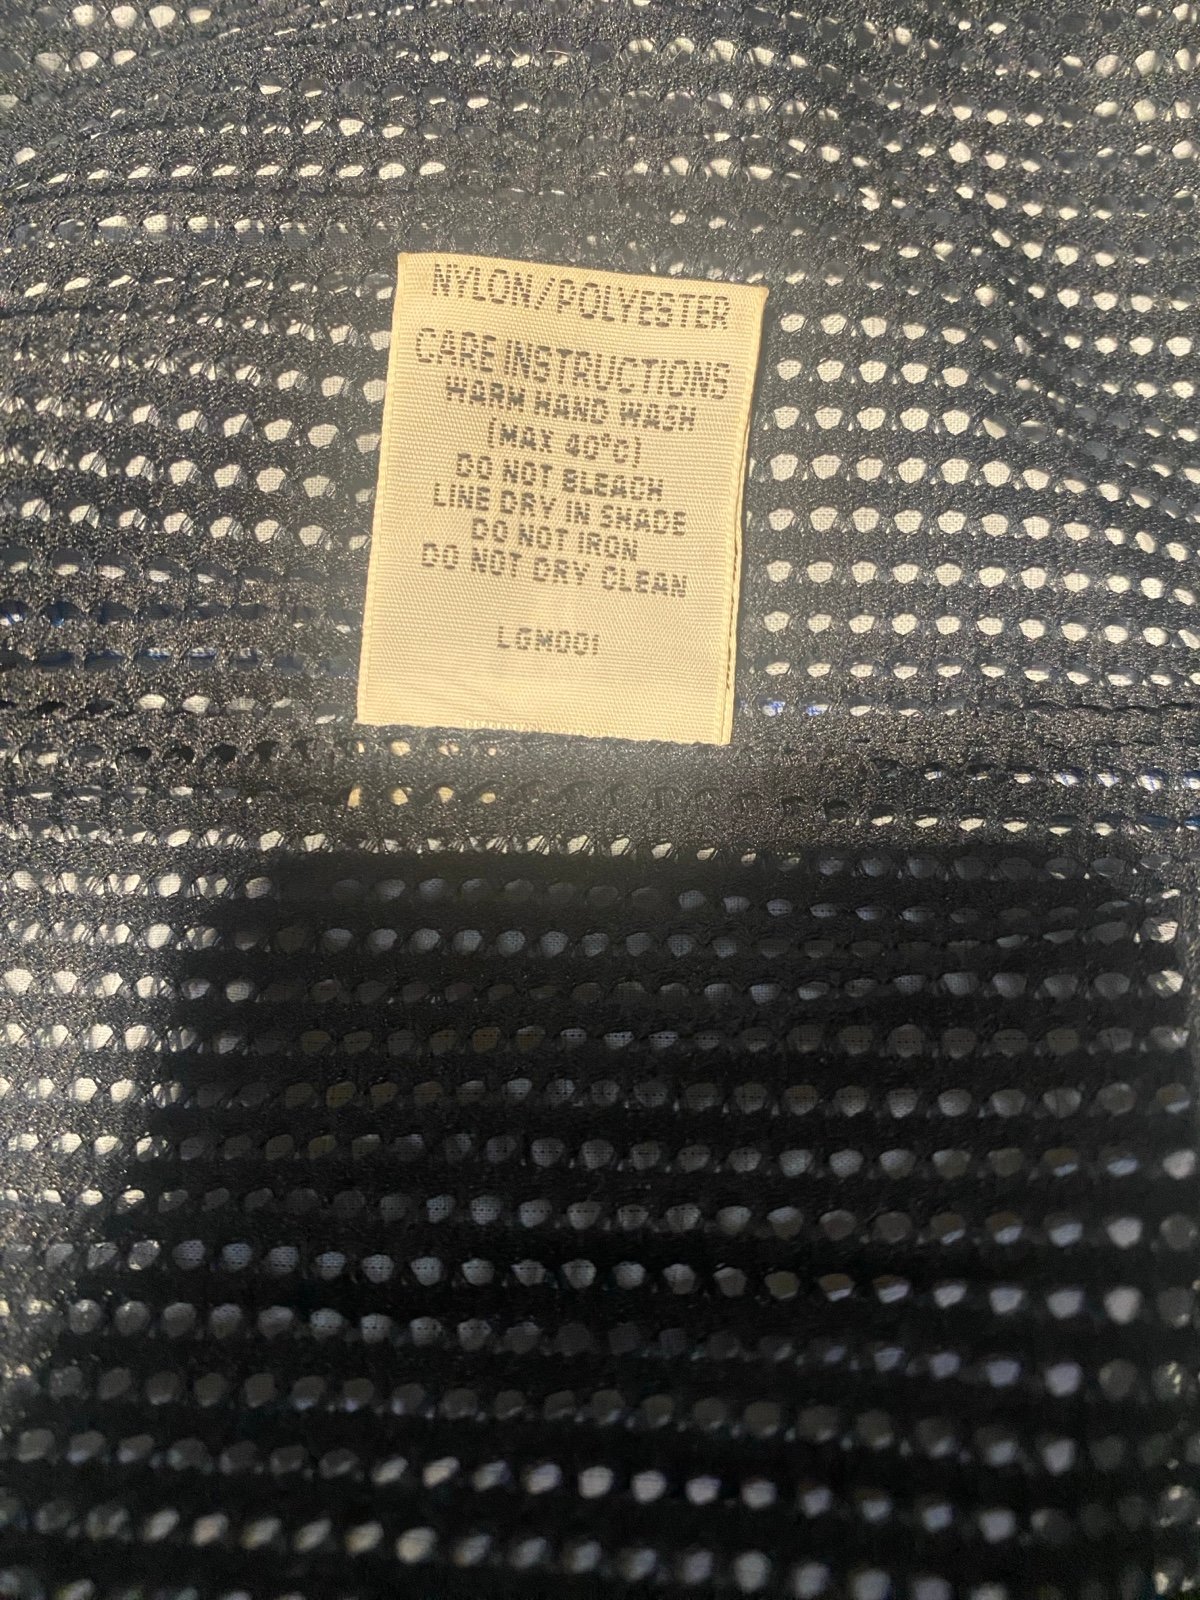 NYLON/POLYESTER
CARE INSTRUCTIONS
WARM HAND WASH
(MAX 40°C)
DO NOT BLEACH
LINE DRY IN SHADE
DO NOT IRON
DO NOT DRY CLEAN
LGM001